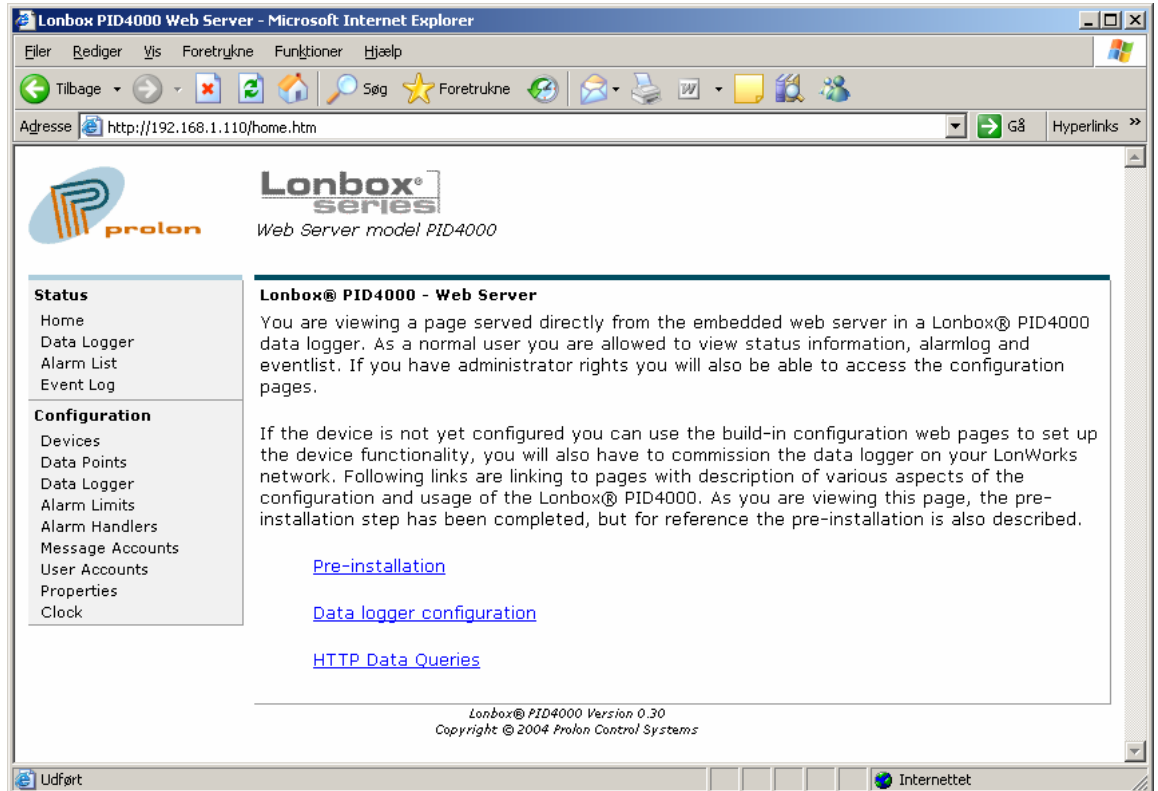 Lonbox PID4000 Web Server - Microsoft Internet Explorer
Filer Rediger Vis Foretrukne Funktioner Hjælp
Tilbage Søg Foretrukne
Adresse http://192.168.1.110/home.htm Gå Hyperlinks »
prolon
Lonbox®
series
Web Server model PID4000
Status
Home
Data Logger
Alarm List
Event Log
Configuration
Devices
Data Points
Data Logger
Alarm Limits
Alarm Handlers
Message Accounts
User Accounts
Properties
Clock
Lonbox® PID4000 - Web Server
You are viewing a page served directly from the embedded web server in a Lonbox® PID4000
data logger. As a normal user you are allowed to view status information, alarmlog and
eventlist. If you have administrator rights you will also be able to access the configuration
pages.
If the device is not yet configured you can use the build-in configuration web pages to set up
the device functionality, you will also have to commission the data logger on your LonWorks
network. Following links are linking to pages with description of various aspects of the
configuration and usage of the Lonbox® PID4000. As you are viewing this page, the pre-
installation step has been completed, but for reference the pre-installation is also described.
Pre-installation
Data logger configuration
HTTP Data Queries
Lonbox® PID4000 Version 0.30
Copyright © 2004 Prolon Control Systems
Udført Internettet